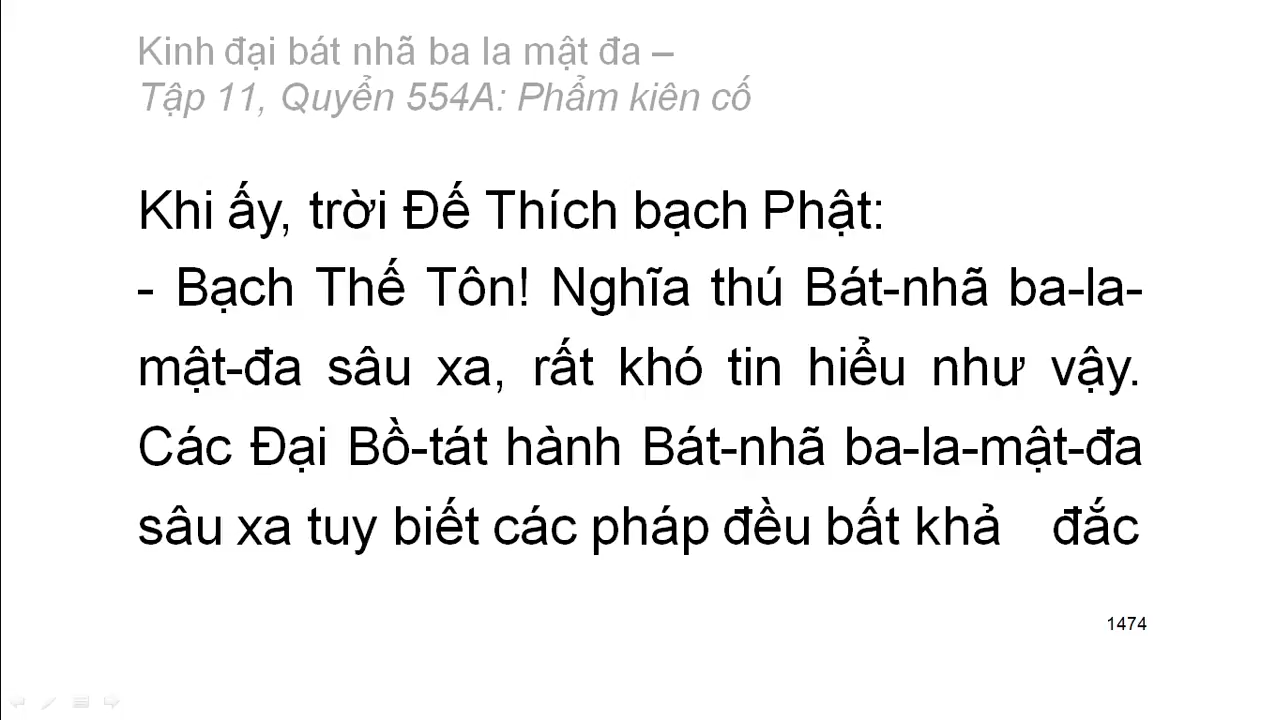 Kinh đại bát nhã ba la mật đa –
Tập 11, Quyển 554A: Phẩm kiên cố
Khi ấy, trời Đế Thích bạch Phật:
- Bạch Thế Tôn! Nghĩa thú Bát-nhã ba-la-
mật-đa sâu xa, rất khó tin hiểu như vậy.
Các Đại Bồ-tát hành Bát-nhã ba-la-mật-đa
sâu xa tuy biết các pháp đều bất khả đắc
1474